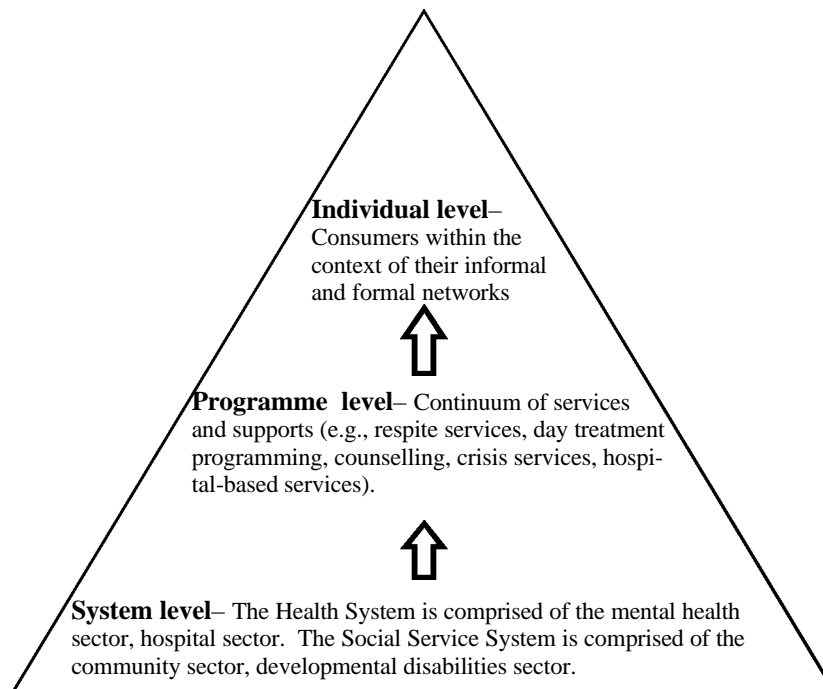 Individual level–
Consumers within the
context of their informal
and formal networks
Programme level– Continuum of services
and supports (e.g., respite services, day treatment
programming, counselling, crisis services, hospi-
tal-based services).
System level– The Health System is comprised of the mental health
sector, hospital sector. The Social Service System is comprised of the
community sector, developmental disabilities sector.